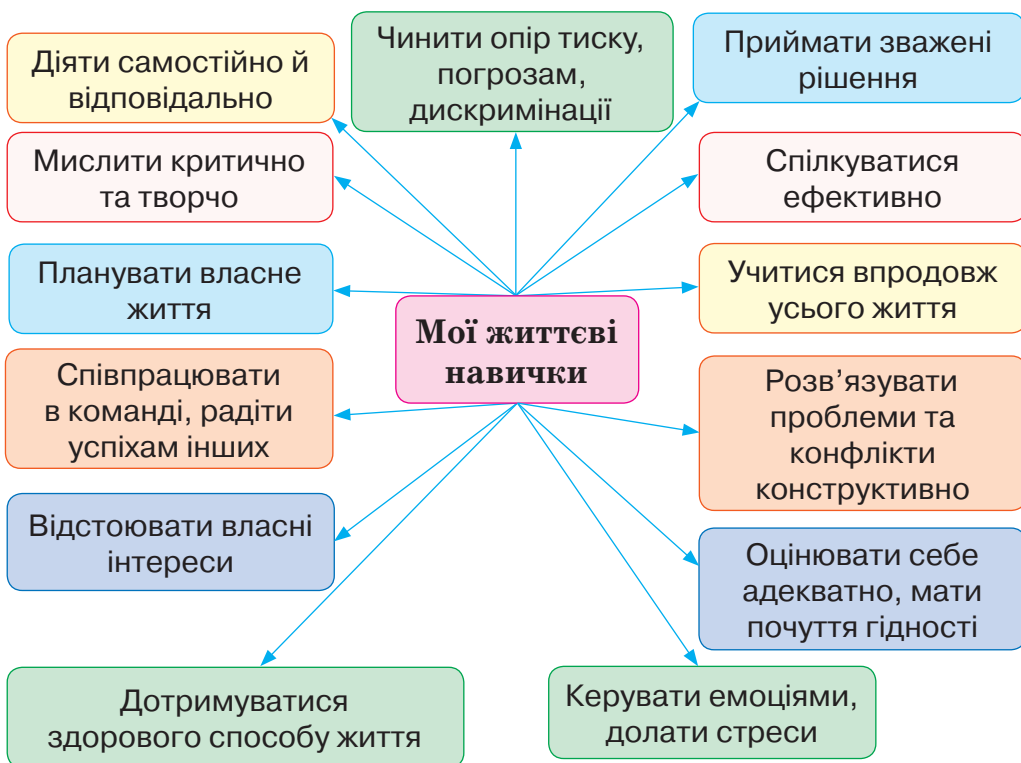 Діяти самостійно й
відповідально
Чинити опір тиску,
погрозам,
дискримінації
Приймати зважені
рішення
Мислити критично
та творчо
Спілкуватися
ефективно
Планувати власне
життя
Мої життєві
навички
Учитися впродовж
усього життя
Співпрацювати
в команді, радіти
успіхам інших
Розв’язувати
проблеми та
конфлікти
конструктивно
Відстоювати власні
інтереси
Оцінювати себе
адекватно, мати
почуття гідності
Дотримуватися
здорового способу життя
Керувати емоціями,
долати стреси